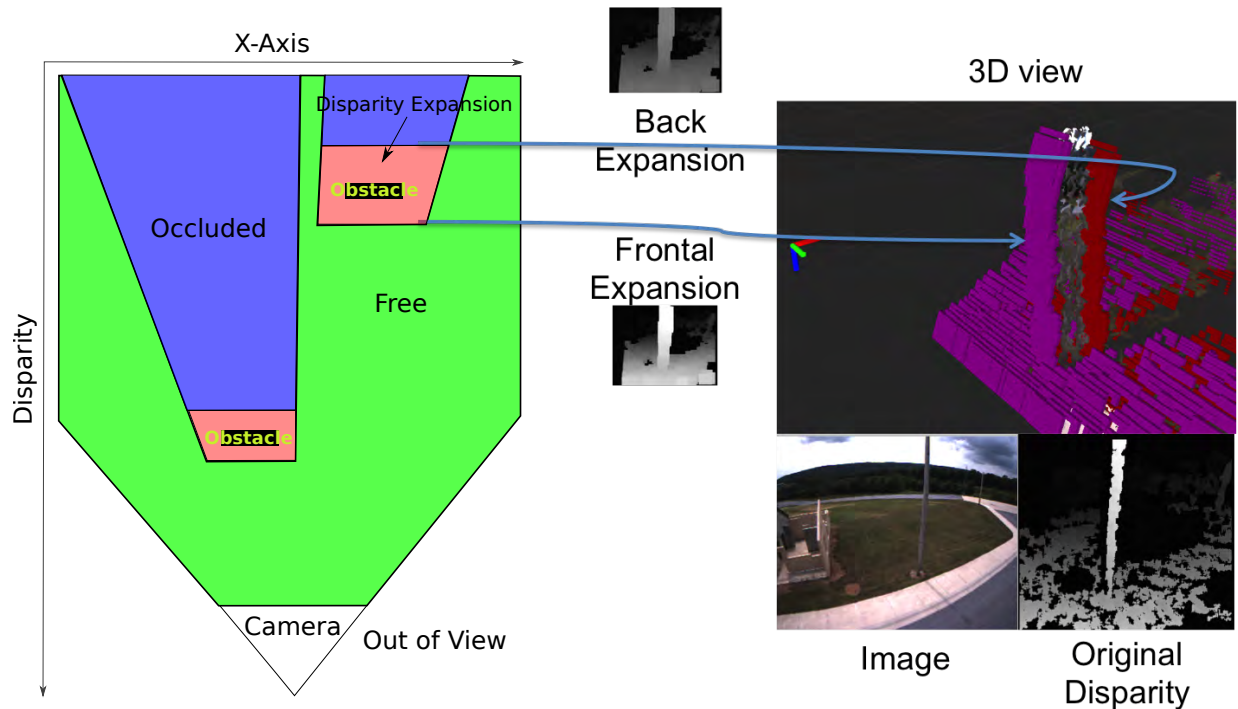 X-Axis
Disparity
Disparity Expansion
Obstacle
Occluded
Free
Obstacle
Camera
Out of View
Back
Expansion
Frontal
Expansion
3D view
Image
Original
Disparity